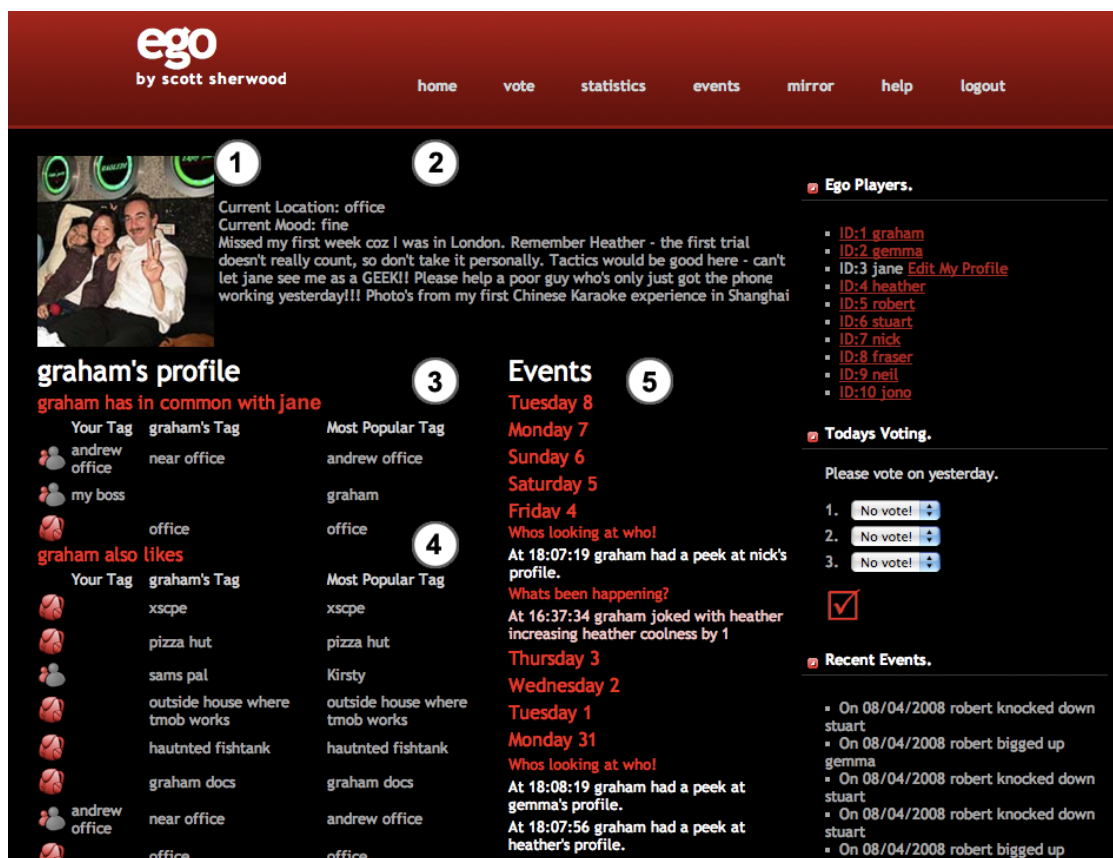 ego
by scott sherwood
home vote statistics events mirror help logout
1
2
Current Location: office
Current Mood: fine
Missed my first week coz I was in London. Remember Heather - the first trial
doesn't really count, so don't take it personally. Tactics would be good here - can't
let jane see me as a GEEK!! Please help a poor guy who's only just got the phone
working yesterday!!! Photo's from my first Chinese Karaoke experience in Shanghai
graham's profile
3
graham has in common with jane
Your Tag graham's Tag Most Popular Tag
andrew
office
near office
andrew office
my boss graham
office office
4
graham also likes
Your Tag graham's Tag Most Popular Tag
xscpe xscpe
pizza hut pizza hut
sams pal Kirsty
outside house where
tmob works
outside house where
tmob works
hautnted fishtank hautnted fishtank
graham docs graham docs
andrew
office
near office
andrew office
office office
Events
5
Tuesday 8
Monday 7
Sunday 6
Saturday 5
Friday 4
Whos looking at who!
At 18:07:19 graham had a peek at nick's
profile.
Whats been happening?
At 16:37:34 graham joked with heather
increasing heather coolness by 1
Thursday 3
Wednesday 2
Tuesday 1
Monday 31
Whos looking at who!
At 18:08:19 graham had a peek at
gemma's profile.
At 18:07:56 graham had a peek at
heather's profile.
Ego Players.
ID:1 graham
ID:2 gemma
ID:3 jane Edit My Profile
ID:4 heather
ID:5 robert
ID:6 stuart
ID:7 nick
ID:8 fraser
ID:9 neil
ID:10 jono
Todays Voting.
Please vote on yesterday.
1. No vote!
2. No vote!
3. No vote!
Recent Events.
On 08/04/2008 robert knocked down
stuart
On 08/04/2008 robert bigged up
gemma
On 08/04/2008 robert knocked down
stuart
On 08/04/2008 robert knocked down
stuart
On 08/04/2008 robert bigged up